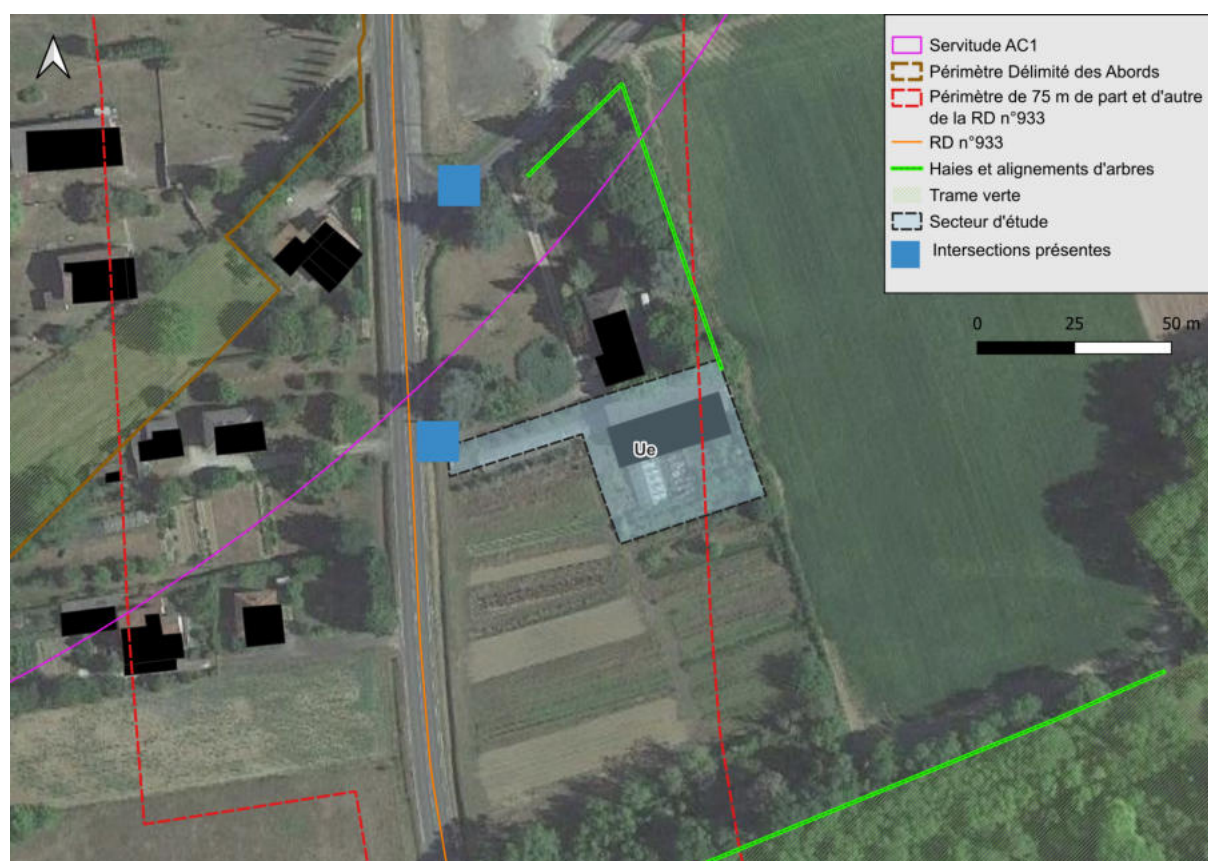 Servitude AC1
Périmètre Délimité des Abords
Périmètre de 75 m de part et d'autre
de la RD n°933
RD n°933
Haies et alignements d'arbres
Trame verte
Secteur d'étude
Intersections présentes
0 25 50 m
Ue